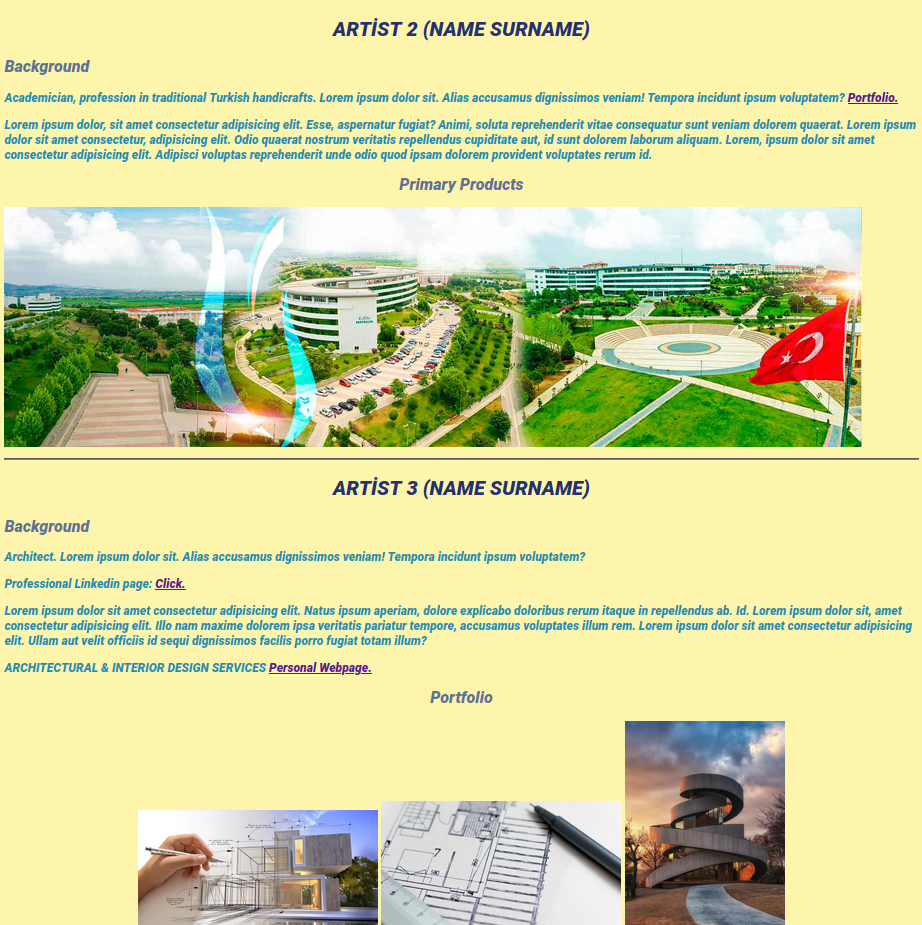 ARTİST 2 (NAME SURNAME)
Background
Academician, profession in traditional Turkish handicrafts. Lorem ipsum dolor sit. Alias accusamus dignissimos veniam! Tempora incidunt ipsum voluptatem? Portfolio.
Lorem ipsum dolor, sit amet consectetur adipisicing elit. Esse, aspernatur fugiat? Animi, soluta reprehenderit vitae consequatur sunt veniam dolorem quaerat. Lorem ipsum
dolor sit amet consectetur, adipisicing elit. Odio quaerat nostrum veritatis repellendus cupiditate aut, id sunt dolorem laborum aliquam. Lorem, ipsum dolor sit amet
consectetur adipisicing elit. Adipisci voluptas reprehenderit unde odio quod ipsam dolorem provident voluptates rerum id.
Primary Products
ARTİST 3 (NAME SURNAME)
Background
Architect. Lorem ipsum dolor sit. Alias accusamus dignissimos veniam! Tempora incidunt ipsum voluptatem?
Professional Linkedin page: Click.
Lorem ipsum dolor sit amet consectetur adipisicing elit. Natus ipsum aperiam, dolore explicabo doloribus rerum itaque in repellendus ab. Id. Lorem ipsum dolor sit, amet
consectetur adipisicing elit. Illo nam maxime dolorem ipsa veritatis pariatur tempore, accusamus voluptates illum rem. Lorem ipsum dolor sit amet consectetur adipisicing
elit. Ullam aut velit officiis id sequi dignissimos facilis porro fugiat totam illum?
ARCHITECTURAL & INTERIOR DESIGN SERVICES Personal Webpage.
Portfolio